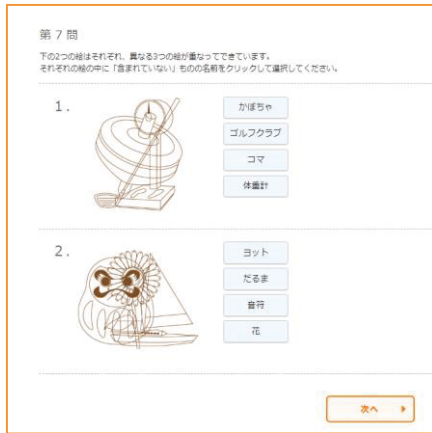 第 7 問
下の2つの絵はそれぞれ、異なる3つの絵が重なってできています。
それぞれの絵の中に「含まれていない」ものの名前をクリックして選択してください。
1 .
かぼちゃ
ゴルフクラブ
コマ
体重計
2 .
ヨット
だるま
音符
花
次へ